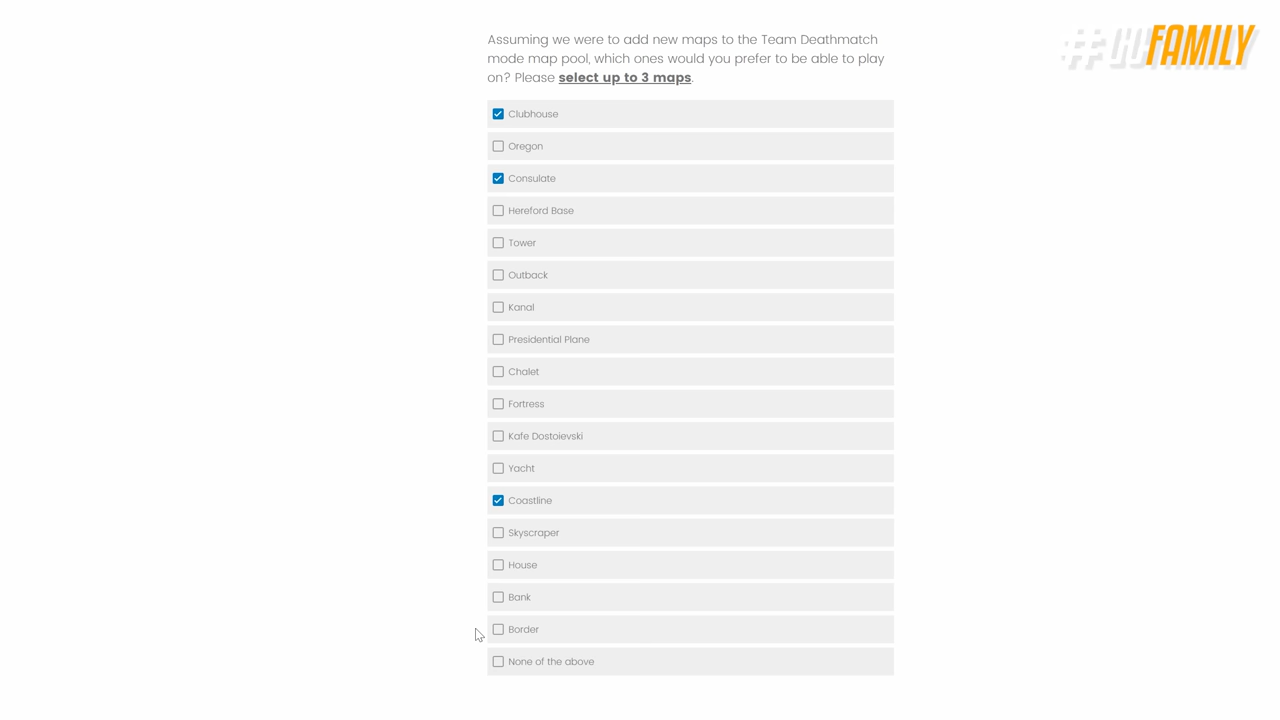 Assuming we were to add new maps to the Team Deathmatch
mode map pool, which ones would you prefer to be able to play
on? Please select up to 3 maps.
Clubhouse
Oregon
Consulate
Hereford Base
Tower
Outback
Kanal
Presidential Plane
Chalet
Fortress
Kafe Dostoievski
Yacht
Coastline
Skyscraper
House
Bank
Border
None of the above
FAMILY